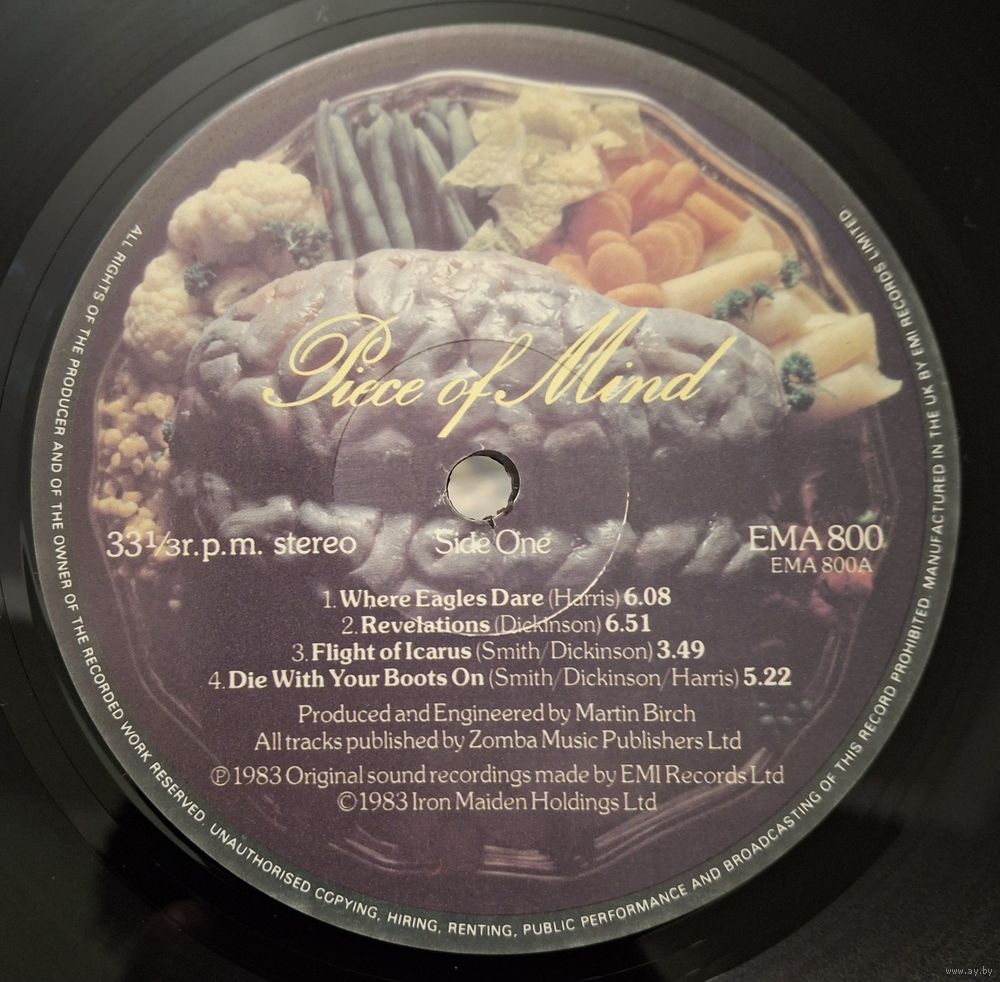 Piece of Mind
33⅓r.p.m. stereo
Side One
EMA 800
EMA 800A
1. Where Eagles Dare (Harris) 6.08
2. Revelations (Dickinson) 6.51
3. Flight of Icarus (Smith/Dickinson) 3.49
4. Die With Your Boots On (Smith/Dickinson/Harris) 5.22
Produced and Engineered by Martin Birch
All tracks published by Zomba Music Publishers Ltd
℗1983 Original sound recordings made by EMI Records Ltd
©1983 Iron Maiden Holdings Ltd
ALL RIGHTS OF THE PRODUCER AND OF THE OWNER OF THE RECORDED WORK RESERVED. UNAUTHORISED COPYING, HIRING, RENTING, PUBLIC PERFORMANCE AND BROADCASTING OF THIS RECORD PROHIBITED. MANUFACTURED IN THE UK BY EMI RECORDS LIMITED.
www.ay.by